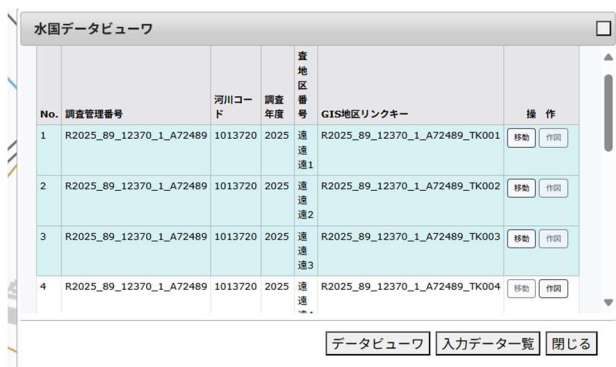 水国データビューワ
査
地
区
河川コー 調査 番
No. 調査管理番号 ド 年度 号 GIS地区リンクキー 操 作
1 R2025_89_12370_1_A72489 1013720 2025 遠 R2025_89_12370_1_A72489_TK001 移動 作図
遠
遠1
2 R2025_89_12370_1_A72489 1013720 2025 遠 R2025_89_12370_1_A72489_TK002 移動 作図
遠
遠2
3 R2025_89_12370_1_A72489 1013720 2025 遠 R2025_89_12370_1_A72489_TK003 移動 作図
遠
遠3
4 R2025_89_12370_1_A72489 1013720 2025 遠 R2025_89_12370_1_A72489_TK004 移動 作図
遠
データビューワ 入力データ一覧 閉じる